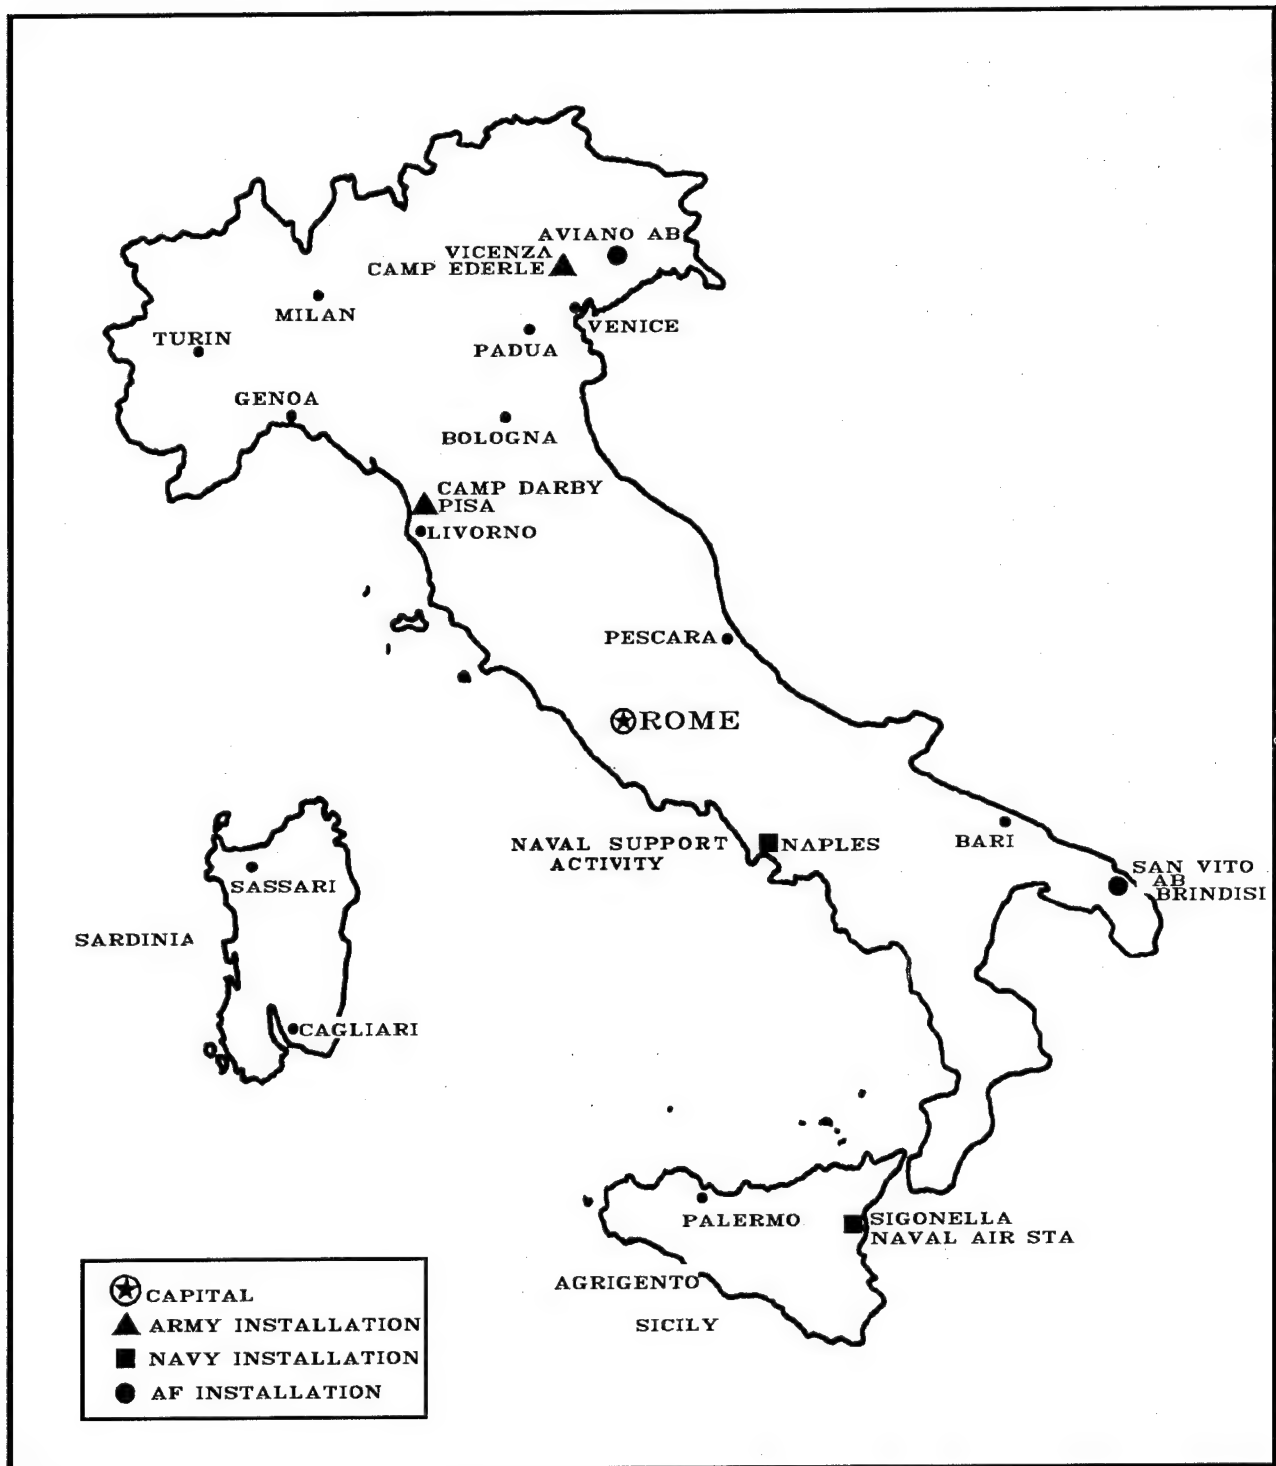 AVIANO AB
VICENZA
CAMP EDERLE
MILAN
VENICE
TURIN
PADUA
GENOA
BOLOGNA
CAMP DARBY
PISA
LIVORNO
PESCARA
ROME
NAVAL SUPPORT
ACTIVITY
NAPLES
BARI
SAN VITO
AB
BRINDISI
SASSARI
SARDINIA
CAGLIARI
PALERMO
SIGONELLA
NAVAL AIR STA
AGRIGENTO
SICILY
CAPITAL
ARMY INSTALLATION
NAVY INSTALLATION
AF INSTALLATION